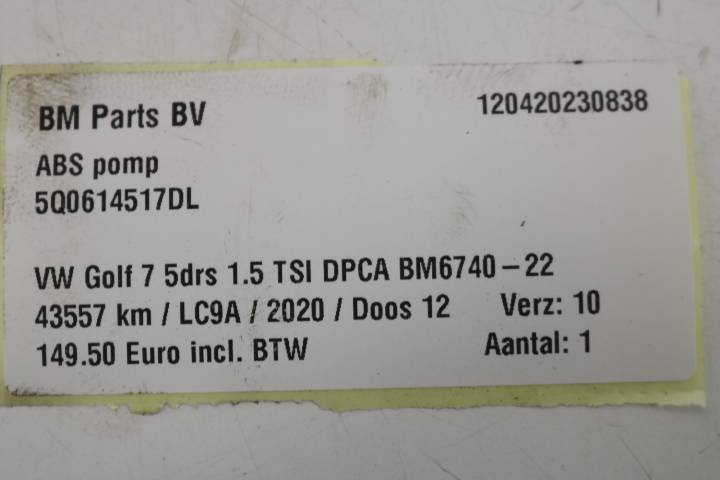 BM Parts BV 120420230838
ABS pomp
5Q0614517DL
VW Golf 7 5drs 1.5 TSI DPCA BM6740-22
43557 km / LC9A / 2020 / Doos 12 Verz: 10
149.50 Euro incl. BTW Aantal: 1